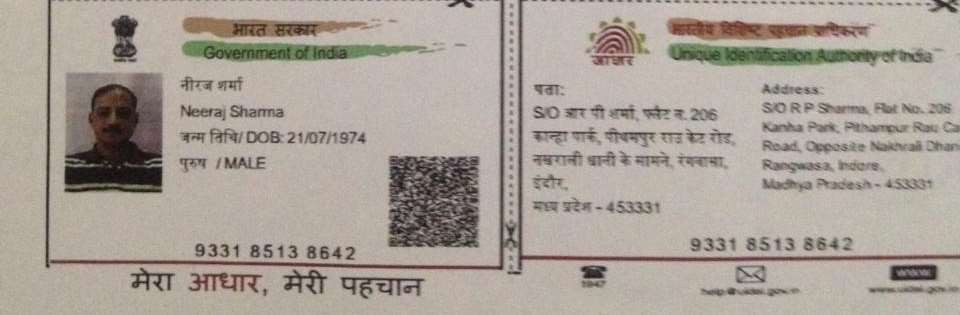 भारत सरकार
Government of India
नीरज शर्मा
Neeraj Sharma
जन्म तिथि/ DOB: 21/07/1974
पुरुष / MALE
9331 8513 8642
मेरा आधार, मेरी पहचान
भारतीय विशिष्ट पहचान प्राधिकरण
Unique Identification Authority of India
आधार
पता:
S/O आर पी शर्मा, फ्लैट न. 206
कान्हा पार्क, पीथमपुर राउ केट रोड,
नखराली ढानी के सामने, रंगवासा,
इंदौर,
मध्य प्रदेश - 453331
Address:
S/O R P Sharma, Flat No. 206
Kanha Park, Pithampur Rau Ca
Road, Opposite Nakhrali Dhan
Rangwasa, Indore,
Madhya Pradesh - 453331
9331 8513 8642
1947
help@uidai.gov.in
www
www.uidai.gov.in